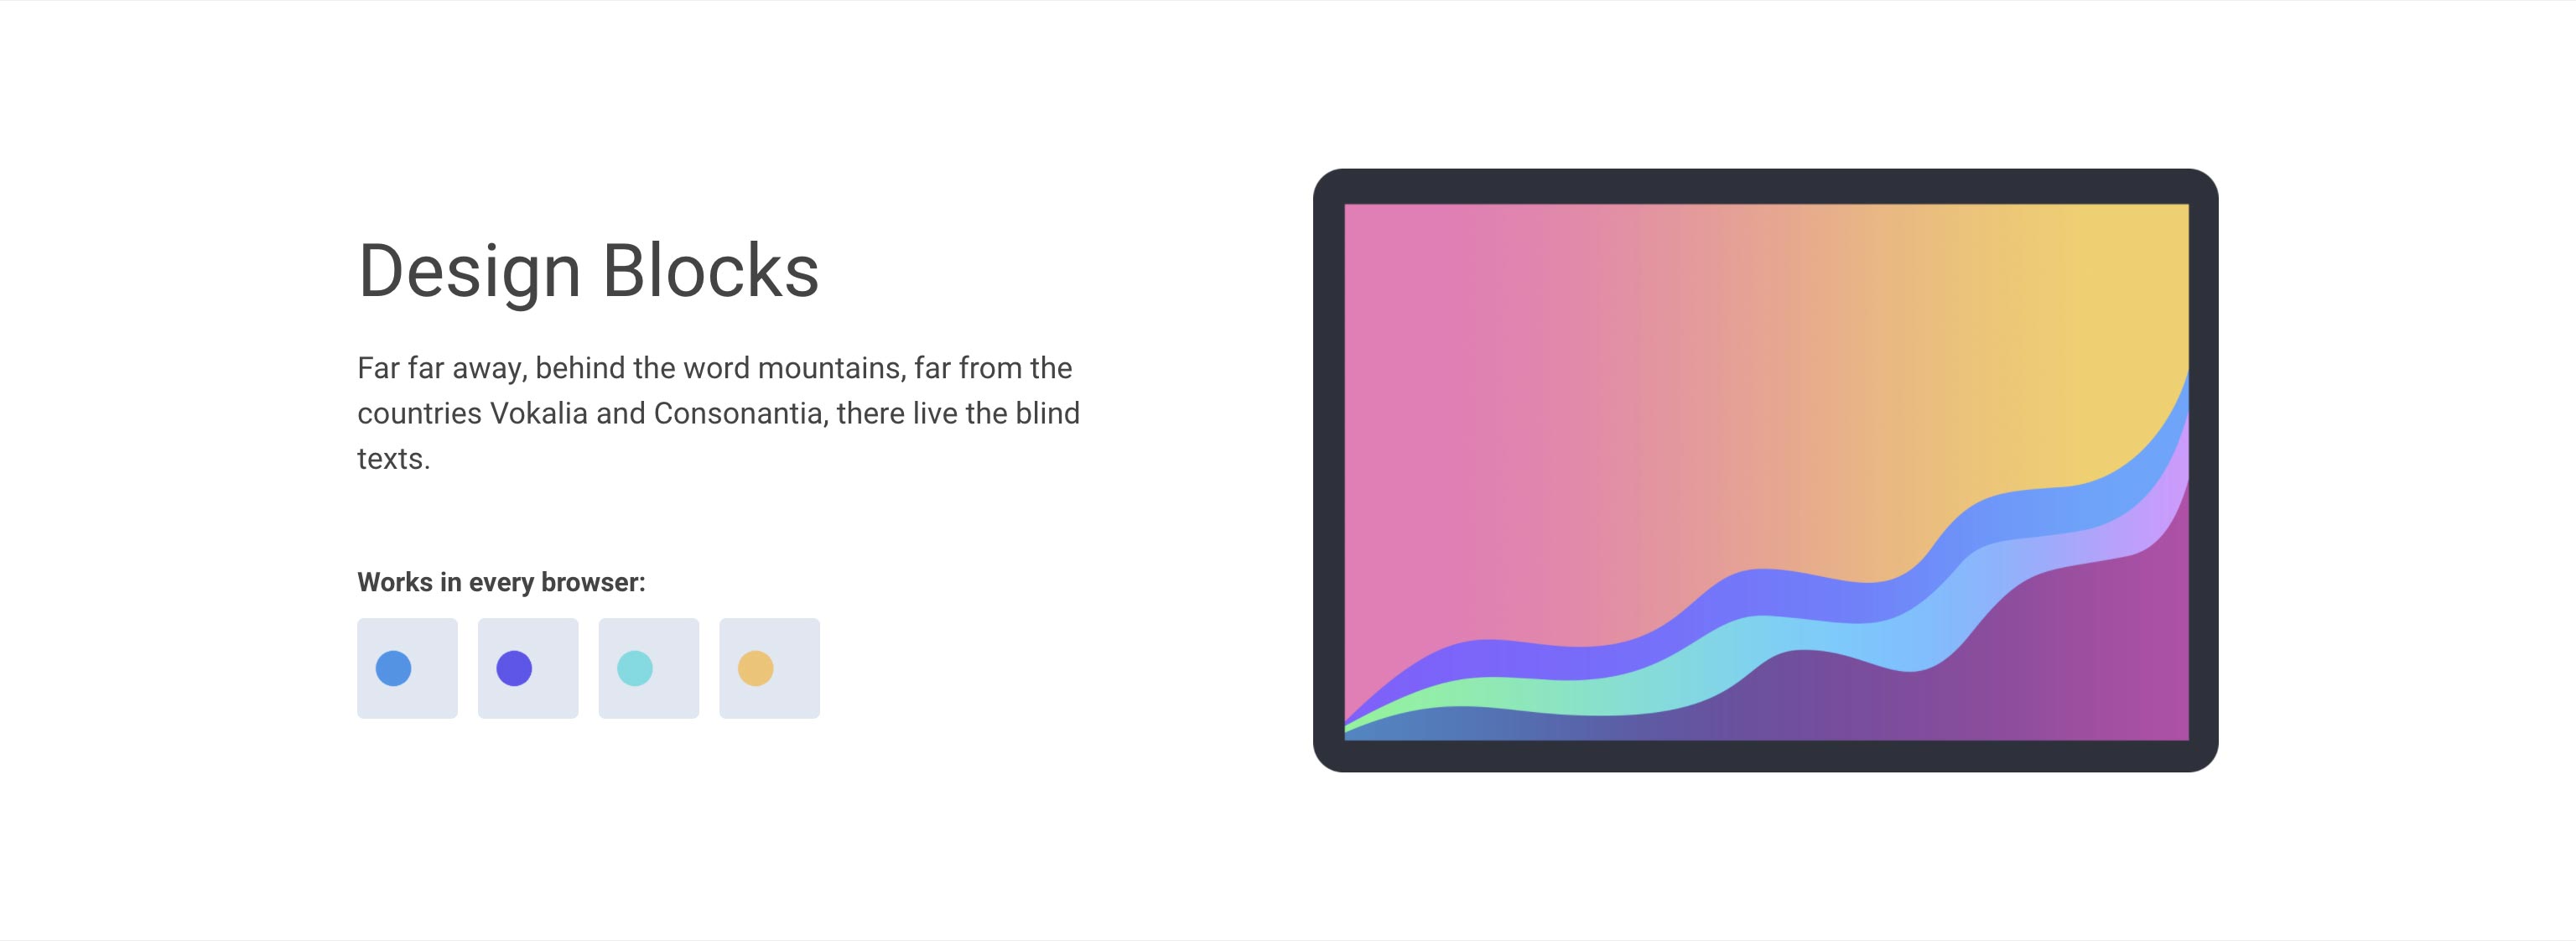 Design Blocks
Far far away, behind the word mountains, far from the
countries Vokalia and Consonantia, there live the blind
texts.
Works in every browser: